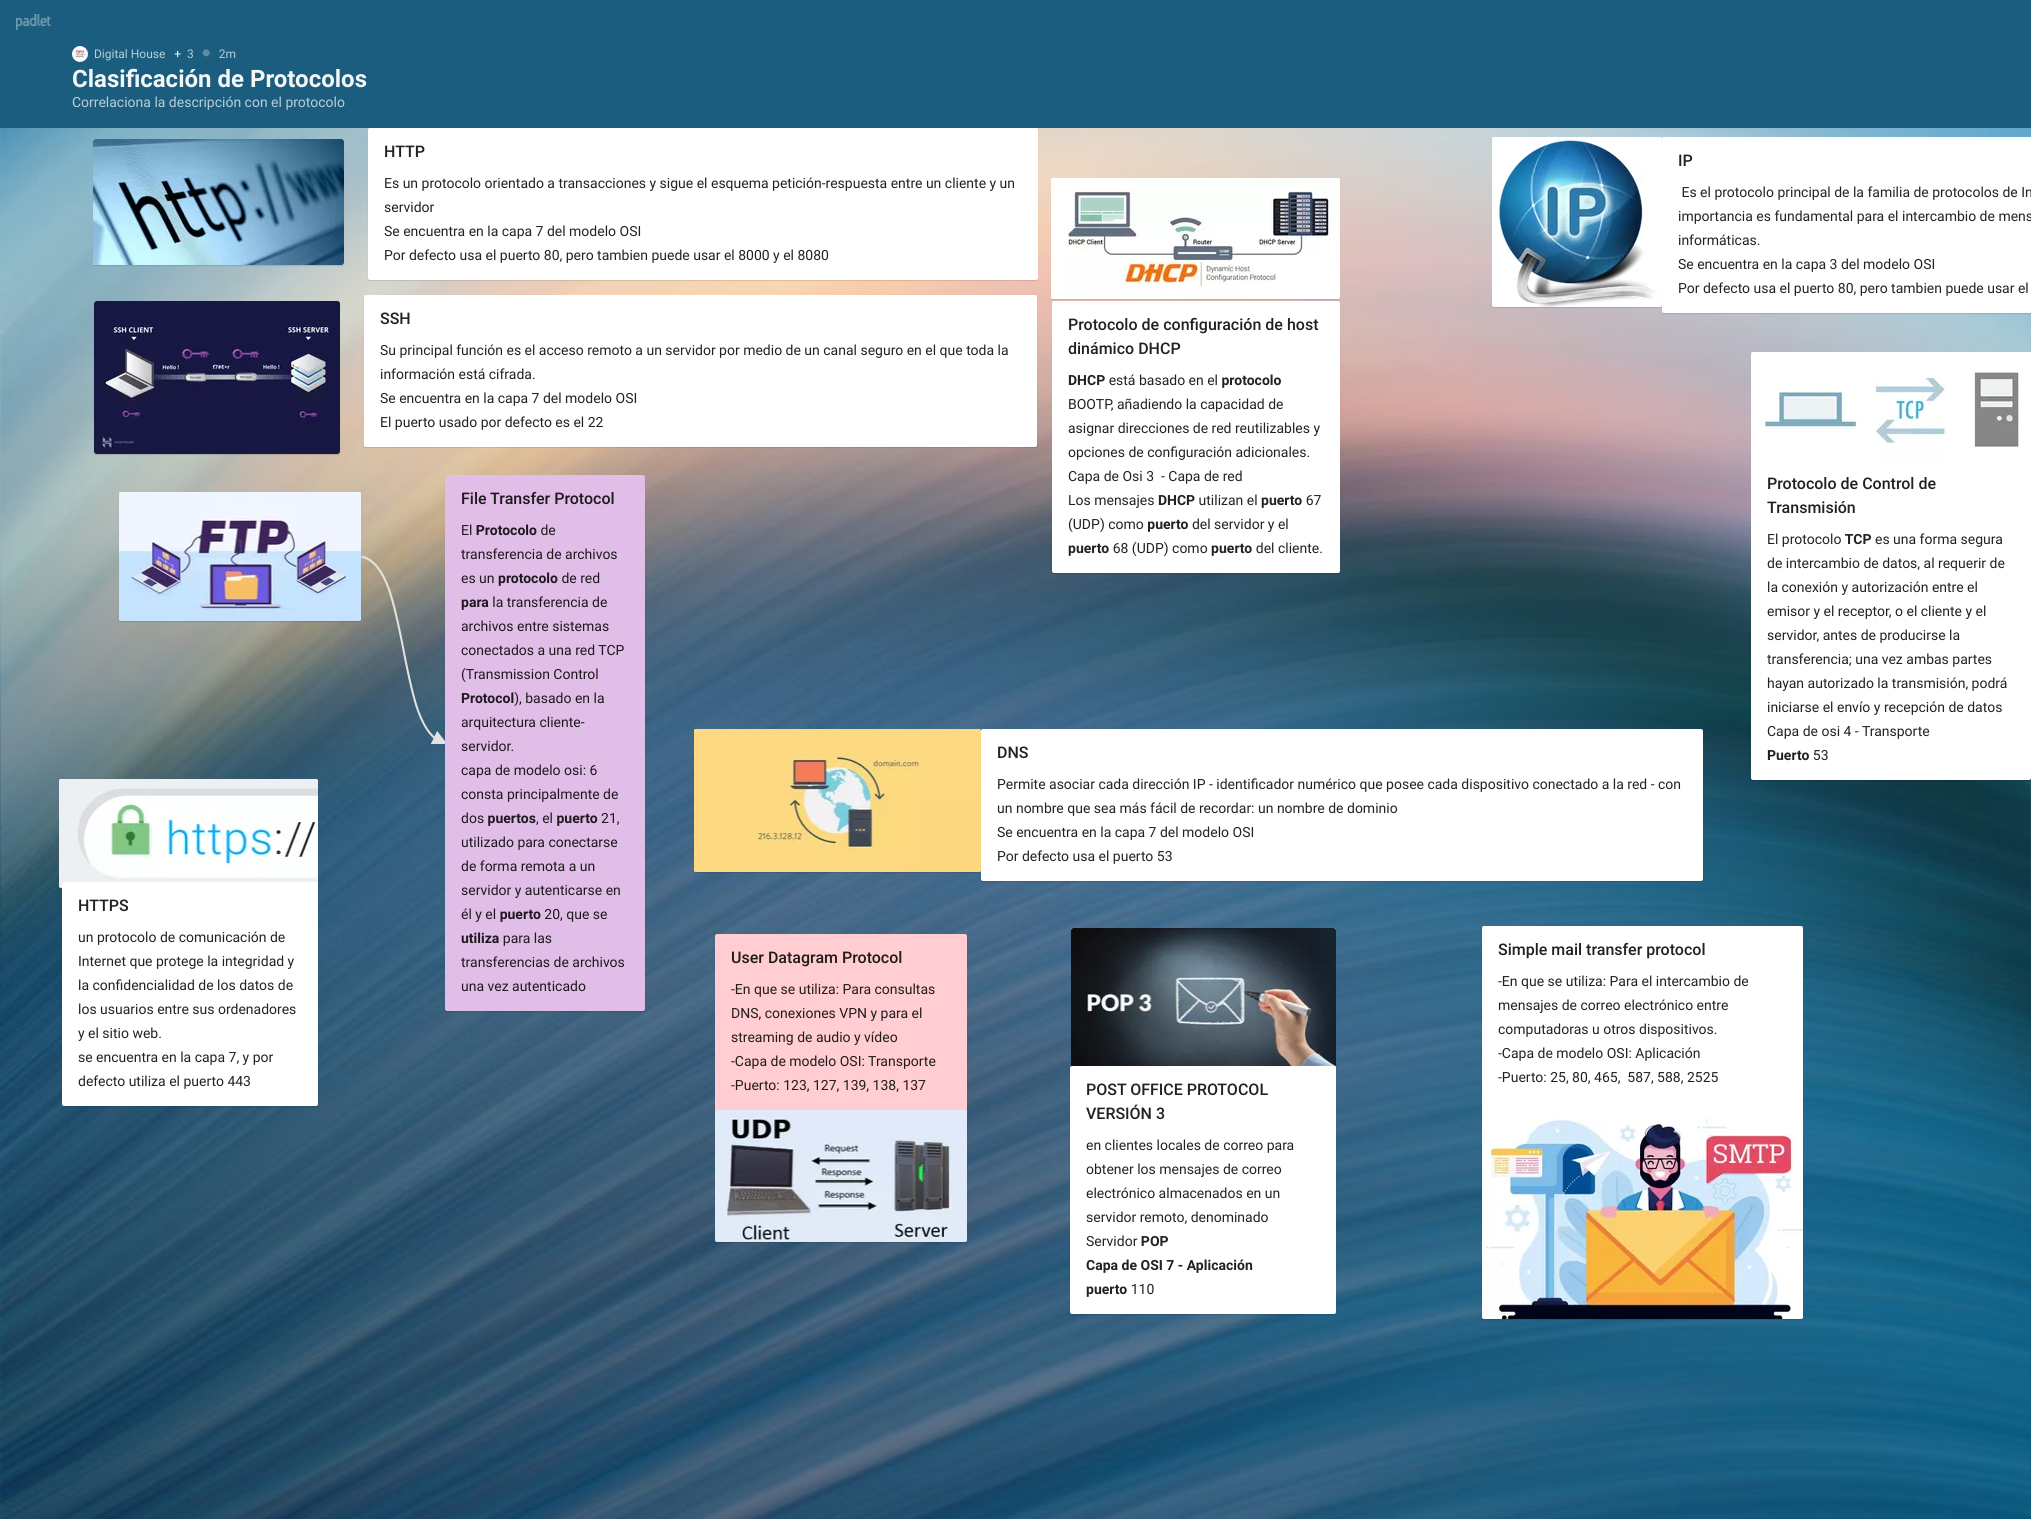 padlet
Digital House + 3 2m
Clasificación de Protocolos
Correlaciona la descripción con el protocolo
http://www
HTTP
Es un protocolo orientado a transacciones y sigue el esquema petición-respuesta entre un cliente y un
servidor
Se encuentra en la capa 7 del modelo OSI
Por defecto usa el puerto 80, pero tambien puede usar el 8000 y el 8080
SSH CLIENT
SSH SERVER
Hello !
f7#E+r
Hello !
SSH
Su principal función es el acceso remoto a un servidor por medio de un canal seguro en el que toda la
información está cifrada.
Se encuentra en la capa 7 del modelo OSI
El puerto usado por defecto es el 22
DHCP Client
Router
DHCP Server
DHCP
Dynamic Host
Configuration Protocol
Protocolo de configuración de host
dinámico DHCP
DHCP está basado en el protocolo
BOOTP, añadiendo la capacidad de
asignar direcciones de red reutilizables y
opciones de configuración adicionales.
Capa de Osi 3 - Capa de red
Los mensajes DHCP utilizan el puerto 67
(UDP) como puerto del servidor y el
puerto 68 (UDP) como puerto del cliente.
IP
IP
Es el protocolo principal de la familia de protocolos de In
importancia es fundamental para el intercambio de mens
informáticas.
Se encuentra en la capa 3 del modelo OSI
Por defecto usa el puerto 80, pero tambien puede usar el
TCP
Protocolo de Control de
Transmisión
El protocolo TCP es una forma segura
de intercambio de datos, al requerir de
la conexión y autorización entre el
emisor y el receptor, o el cliente y el
servidor, antes de producirse la
transferencia; una vez ambas partes
hayan autorizado la transmisión, podrá
iniciarse el envío y recepción de datos
Capa de osi 4 - Transporte
Puerto 53
FTP
File Transfer Protocol
El Protocolo de
transferencia de archivos
es un protocolo de red
para la transferencia de
archivos entre sistemas
conectados a una red TCP
(Transmission Control
Protocol), basado en la
arquitectura cliente-
servidor.
capa de modelo osi: 6
consta principalmente de
dos puertos, el puerto 21,
utilizado para conectarse
de forma remota a un
servidor y autenticarse en
él y el puerto 20, que se
utiliza para las
transferencias de archivos
una vez autenticado
domain.com
216.3.128.12
DNS
Permite asociar cada dirección IP - identificador numérico que posee cada dispositivo conectado a la red - con
un nombre que sea más fácil de recordar: un nombre de dominio
Se encuentra en la capa 7 del modelo OSI
Por defecto usa el puerto 53
https://
HTTPS
un protocolo de comunicación de
Internet que protege la integridad y
la confidencialidad de los datos de
los usuarios entre sus ordenadores
y el sitio web.
se encuentra en la capa 7, y por
defecto utiliza el puerto 443
User Datagram Protocol
-En que se utiliza: Para consultas
DNS, conexiones VPN y para el
streaming de audio y vídeo
-Capa de modelo OSI: Transporte
-Puerto: 123, 127, 139, 138, 137
UDP
Request
Response
Response
Client
Server
POP 3
POST OFFICE PROTOCOL
VERSIÓN 3
en clientes locales de correo para
obtener los mensajes de correo
electrónico almacenados en un
servidor remoto, denominado
Servidor POP
Capa de OSI 7 - Aplicación
puerto 110
Simple mail transfer protocol
-En que se utiliza: Para el intercambio de
mensajes de correo electrónico entre
computadoras u otros dispositivos.
-Capa de modelo OSI: Aplicación
-Puerto: 25, 80, 465, 587, 588, 2525
SMTP